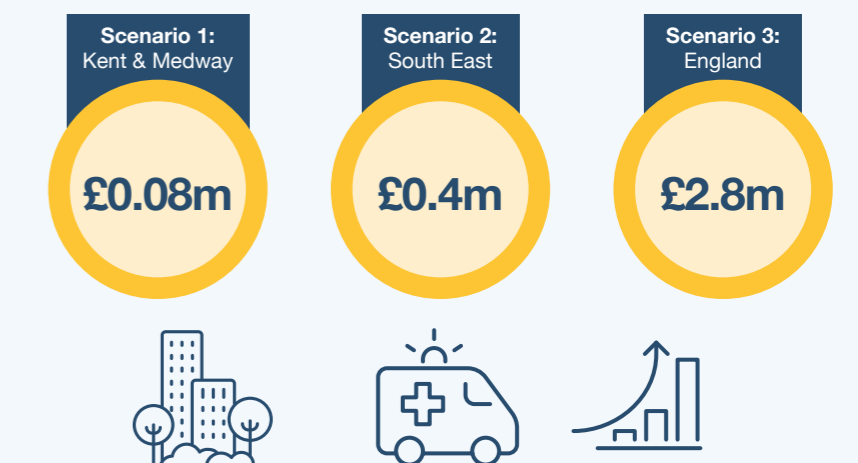 Scenario 1:
Kent & Medway
£0.08m
Scenario 2:
South East
£0.4m
Scenario 3:
England
£2.8m